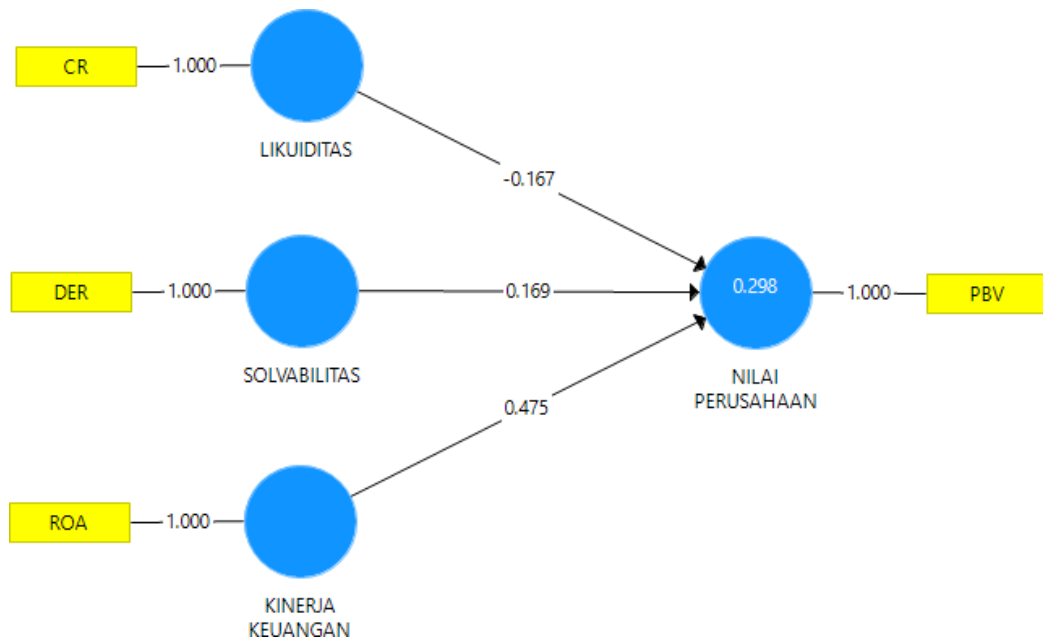 CR
1.000
LIKUIDITAS
-0.167
DER
1.000
SOLVABILITAS
0.169
0.298
1.000
PBV
NILAI
PERUSAHAAN
0.475
ROA
1.000
KINERJA
KEUANGAN